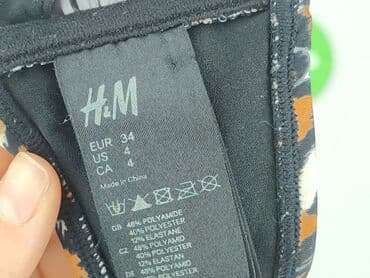 H&M
EUR 34
US 4
CA 4
Made in China
GB 48% POLYAMIDE
40% POLYESTER
12% ELASTANE
CZ 48% POLYAMID
40% POLYESTER
12% ELASTAN
DE 48% POLYAMID
40% POLYESTER